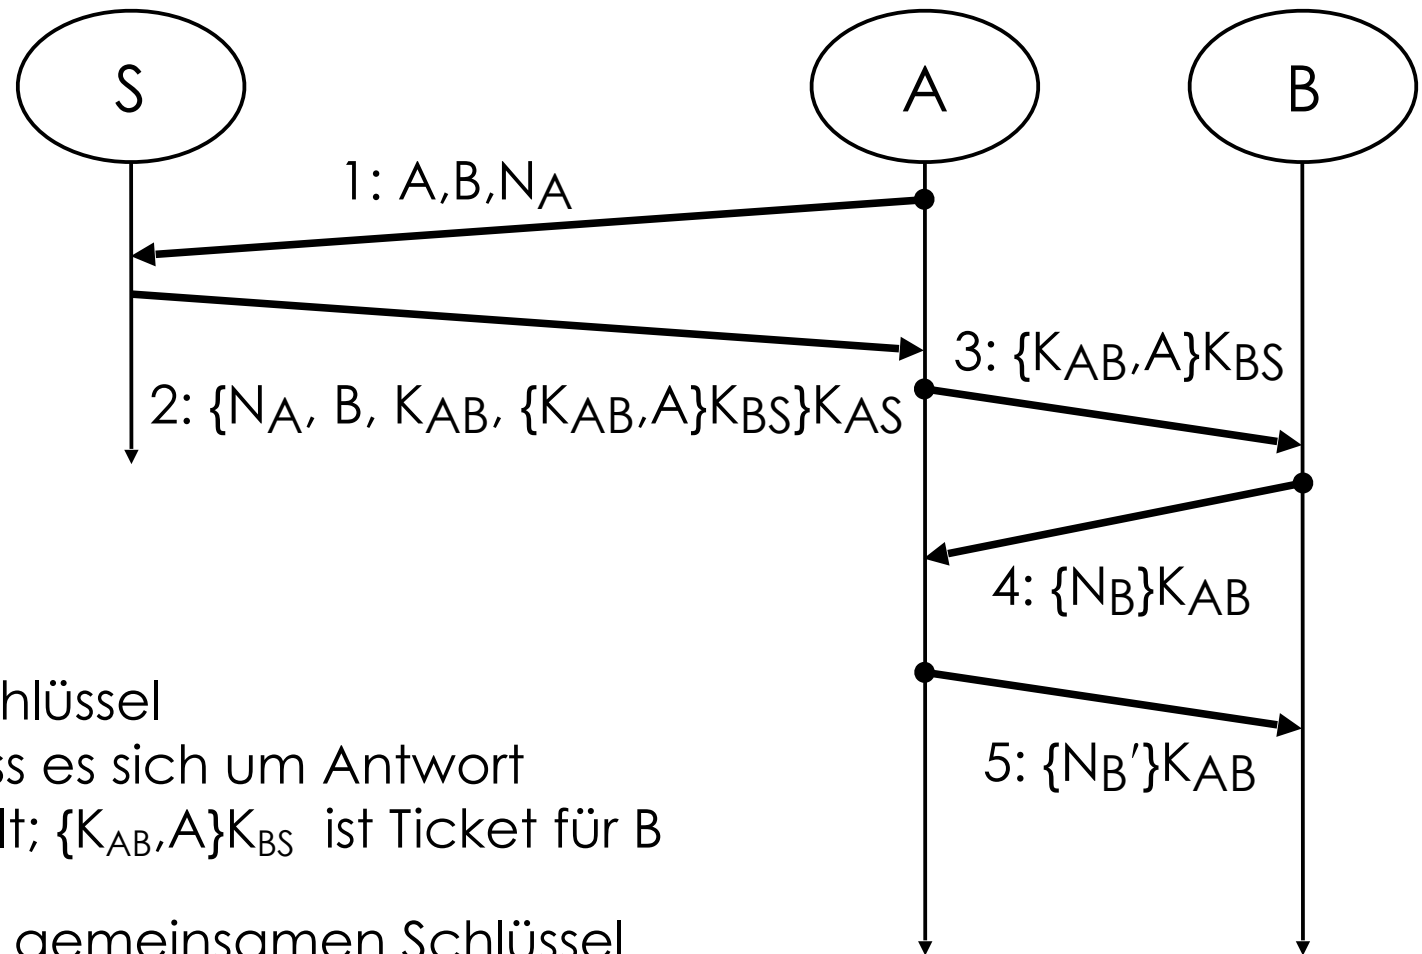 S
A
B
1: A,B,NA
2: {NA, B, KAB, {KAB,A}KBS}KAS
3: {KAB,A}KBS
4: {NB}KAB
5: {NB'}KAB
hlüssel
ss es sich um Antwort
lt; {KAB,A}KBS ist Ticket für B
gemeinsamen Schlüssel